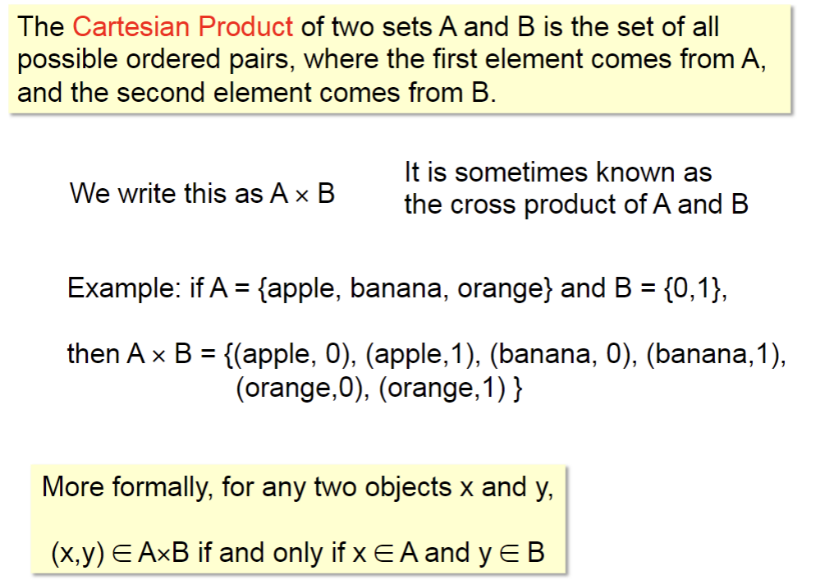 The Cartesian Product of two sets A and B is the set of all
possible ordered pairs, where the first element comes from A,
and the second element comes from B.
We write this as A × B
It is sometimes known as
the cross product of A and B
Example: if A = {apple, banana, orange} and B = {0,1},
then A × B = {(apple, 0), (apple,1), (banana, 0), (banana,1),
(orange,0), (orange,1) }
More formally, for any two objects x and y,
(x,y) ∈ A×B if and only if x ∈ A and y ∈ B